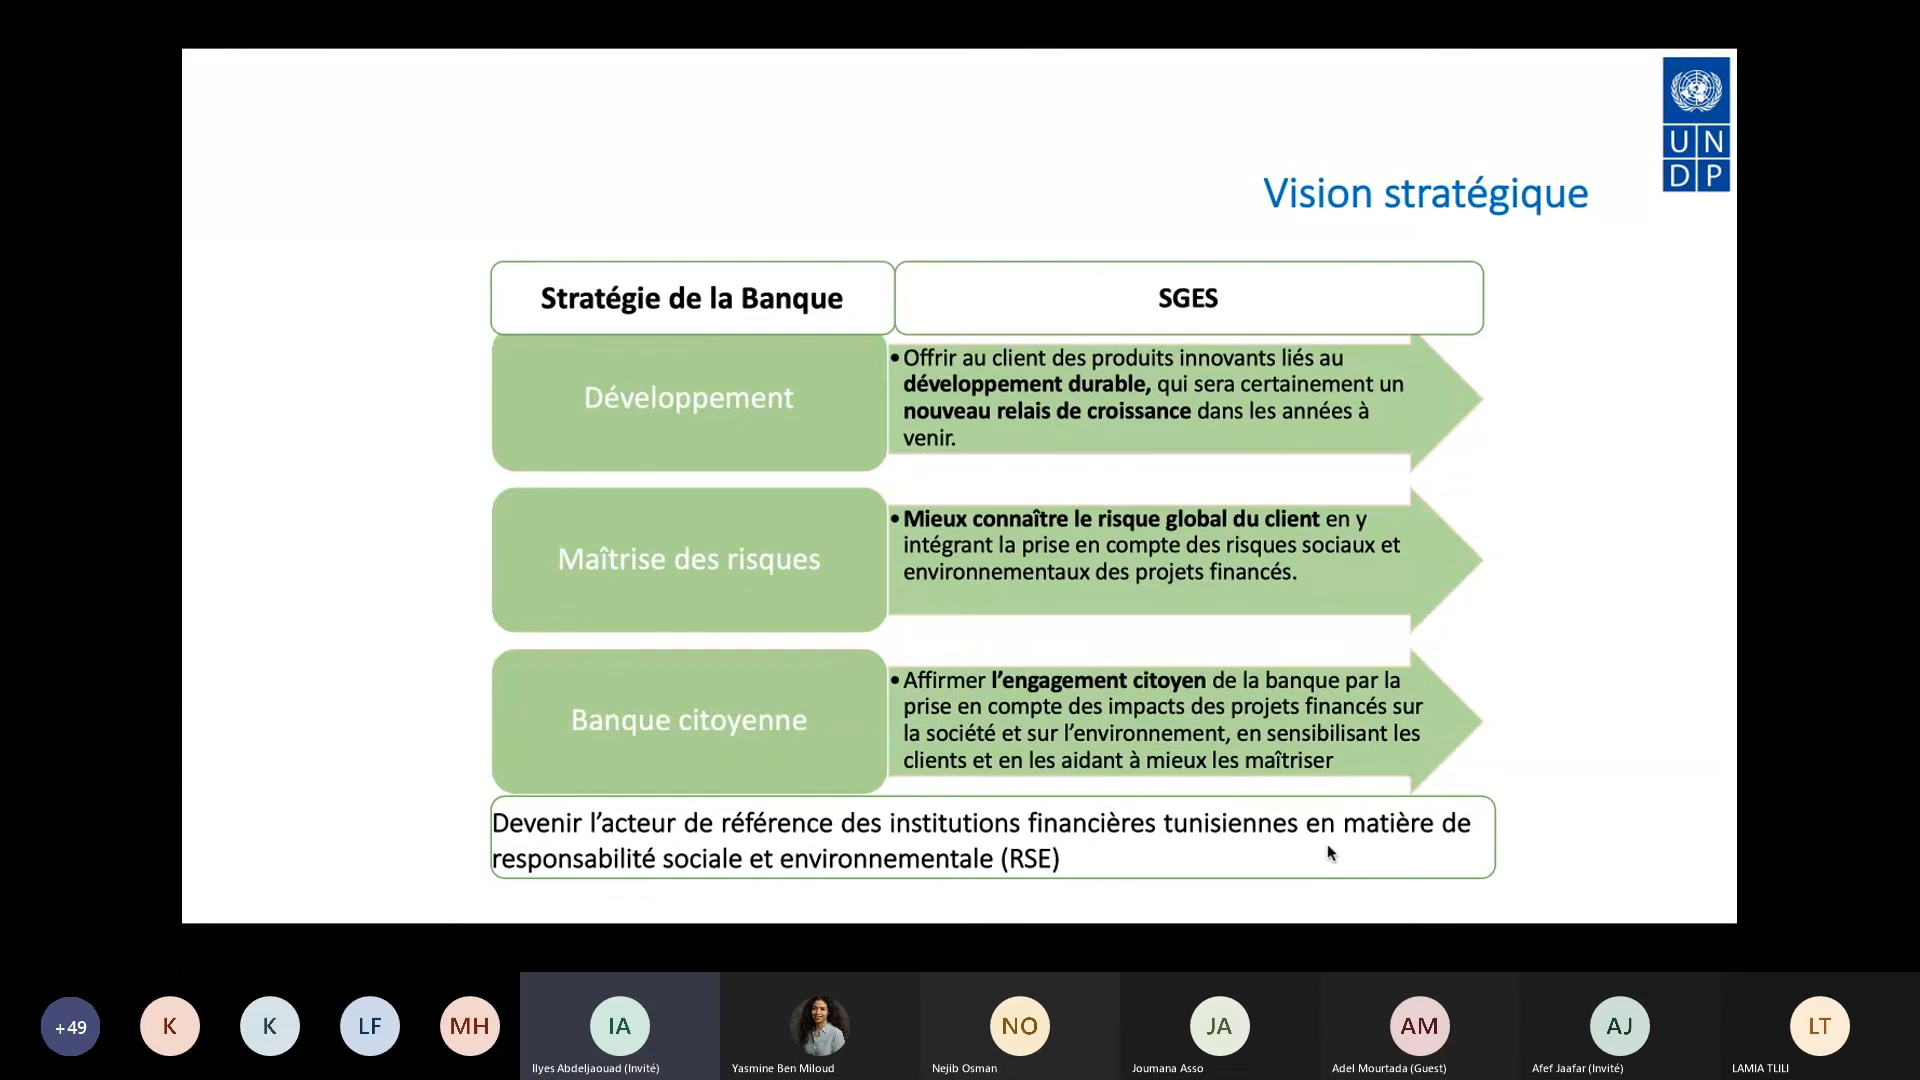 UN
DP
Vision stratégique
Stratégie de la Banque
SGES
Développement
•Offrir au client des produits innovants liés au
développement durable, qui sera certainement un
nouveau relais de croissance dans les années à
venir.
Maîtrise des risques
•Mieux connaître le risque global du client en y
intégrant la prise en compte des risques sociaux et
environnementaux des projets financés.
Banque citoyenne
•Affirmer l’engagement citoyen de la banque par la
prise en compte des impacts des projets financés sur
la société et sur l’environnement, en sensibilisant les
clients et en les aidant à mieux les maîtriser
Devenir l’acteur de référence des institutions financières tunisiennes en matière de
responsabilité sociale et environnementale (RSE)
+49
K
K
LF
MH
IA
NO
JA
AM
AJ
LT
Ilyes Abdeljaouad (Invité)
Yasmine Ben Miloud
Nejib Osman
Joumana Asso
Adel Mourtada (Guest)
Afef Jaafar (Invité)
LAMIA TLILI